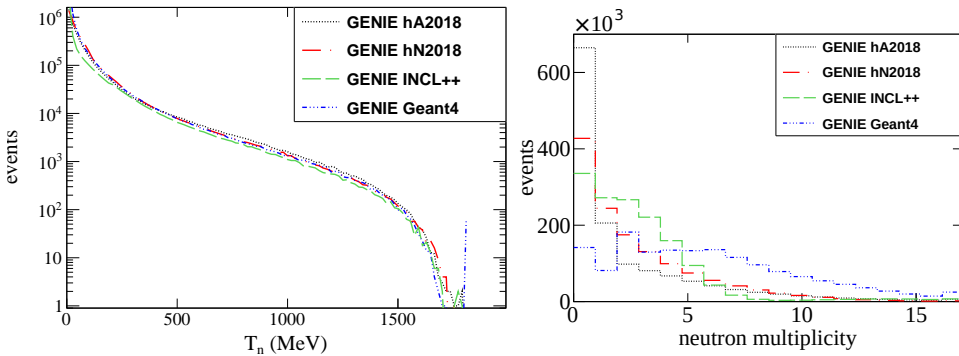 GENIE hA2018
GENIE hN2018
GENIE INCL++
GENIE Geant4
events
10^6
10^5
10^4
10^3
10^2
10
1
0 500 1000 1500
T_n (MeV)
×10^3
GENIE hA2018
GENIE hN2018
GENIE INCL++
GENIE Geant4
events
600
400
200
0
0 5 10 15
neutron multiplicity